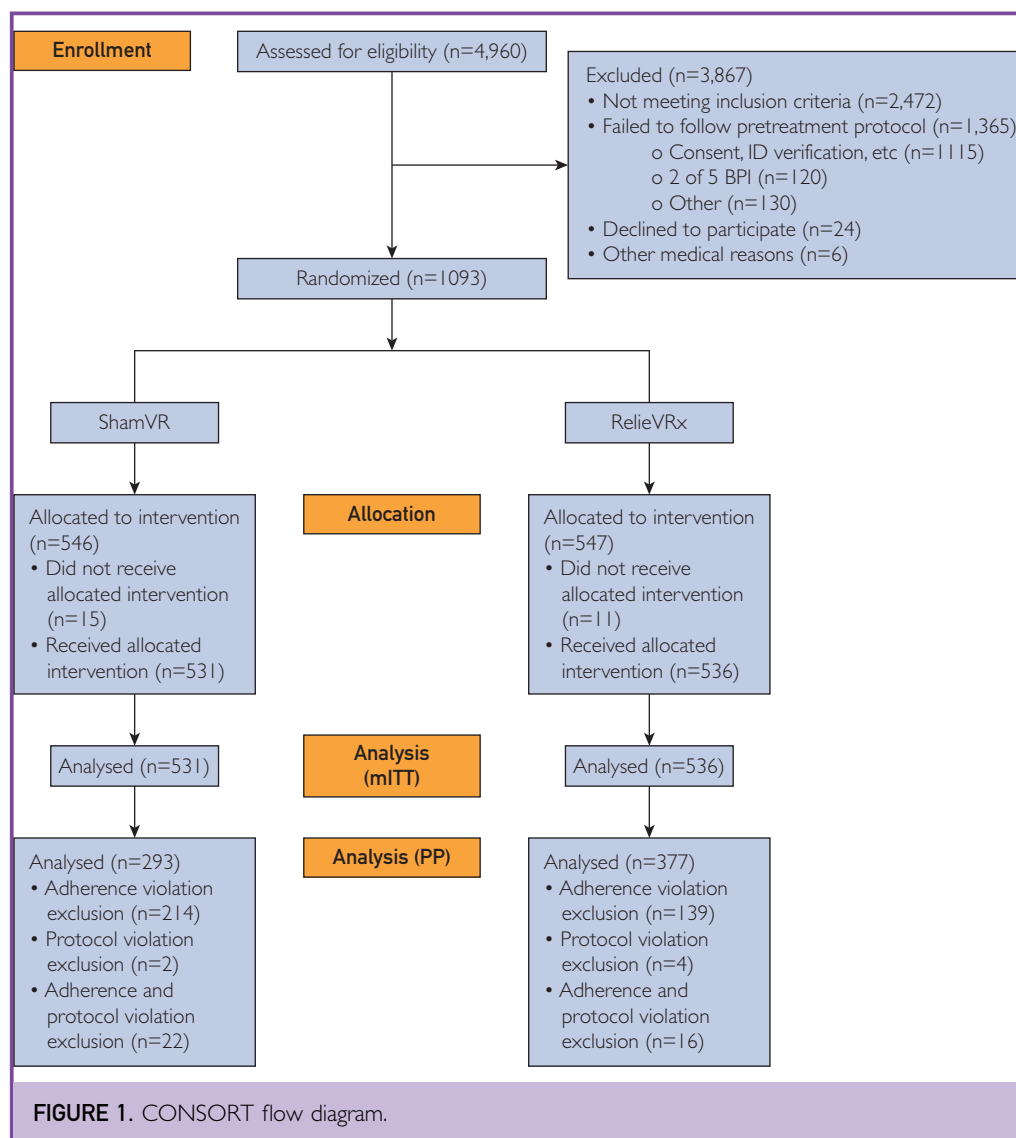 Enrollment
Assessed for eligibility (n=4,960)
Excluded (n=3,867)
• Not meeting inclusion criteria (n=2,472)
• Failed to follow pretreatment protocol (n=1,365)
o Consent, ID verification, etc (n=1115)
o 2 of 5 BPI (n=120)
o Other (n=130)
• Declined to participate (n=24)
• Other medical reasons (n=6)
Randomized (n=1093)
ShamVR
RelieVRx
Allocation
Allocated to intervention
(n=546)
• Did not receive
allocated intervention
(n=15)
• Received allocated
intervention (n=531)
Allocated to intervention
(n=547)
• Did not receive
allocated intervention
(n=11)
• Received allocated
intervention (n=536)
Analysed (n=531)
Analysis
(mITT)
Analysed (n=536)
Analysis (PP)
Analysed (n=293)
• Adherence violation
exclusion (n=214)
• Protocol violation
exclusion (n=2)
• Adherence and
protocol violation
exclusion (n=22)
Analysed (n=377)
• Adherence violation
exclusion (n=139)
• Protocol violation
exclusion (n=4)
• Adherence and
protocol violation
exclusion (n=16)
FIGURE 1. CONSORT flow diagram.